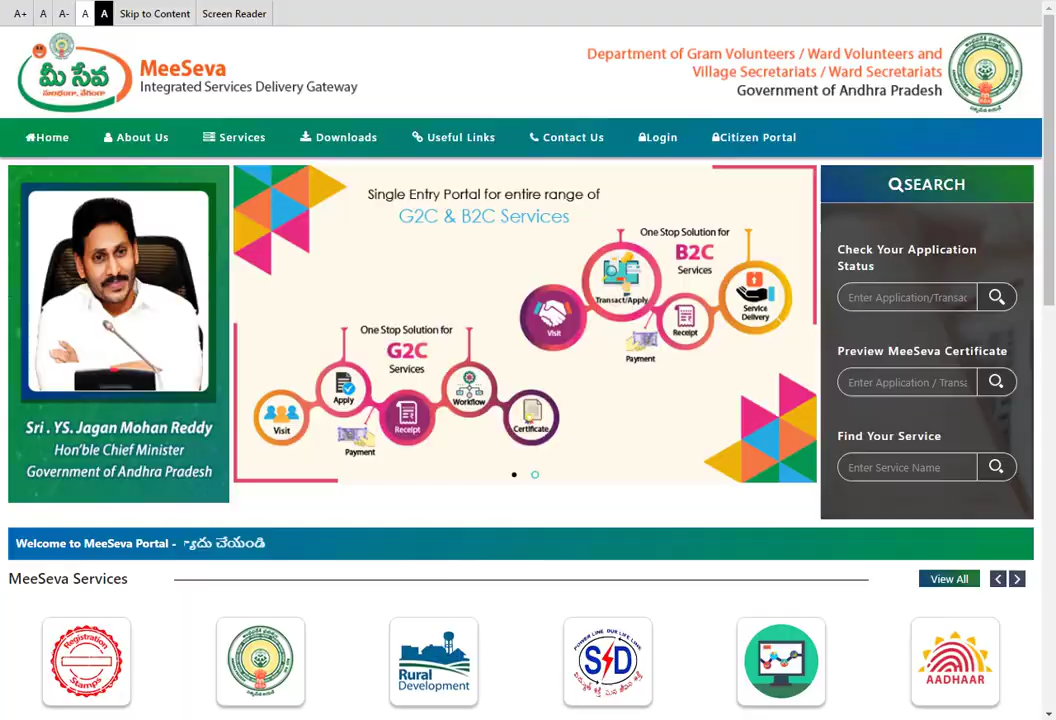 A+ A A- A A Skip to Content Screen Reader
మీ సేవ
MeeSeva
Integrated Services Delivery Gateway
Department of Gram Volunteers / Ward Volunteers and
Village Secretariats / Ward Secretariats
Government of Andhra Pradesh
Home About Us Services Downloads Useful Links Contact Us Login Citizen Portal
Sri . YS. Jagan Mohan Reddy
Hon'ble Chief Minister
Government of Andhra Pradesh
Single Entry Portal for entire range of
G2C & B2C Services
One Stop Solution for
B2C
Services
Visit
Transact/Apply
Payment
Receipt
Service
Delivery
One Stop Solution for
G2C
Services
Visit
Apply
Payment
Receipt
Workflow
Certificate
SEARCH
Check Your Application
Status
Enter Application/Transac
Preview MeeSeva Certificate
Enter Application / Transa
Find Your Service
Enter Service Name
Welcome to MeeSeva Portal - చేయండి
MeeSeva Services
View All
Registration
Stamps
Rural
Development
POWER LINE OUR LIFE LINE
AADHAAR